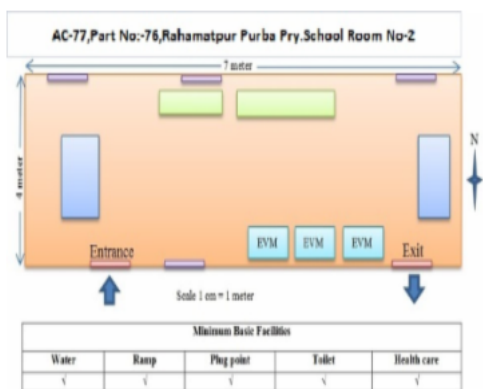 AC-77,Part No:-76,Rahamatpur Purba Pry.School Room No-2
7 meter
4 meter
N
EVM EVM EVM
Entrance
Exit
Scale 1 cm = 1 meter
Minimum Basic Facilities
Water Ramp Plug point Toilet Health care
√ √ √ √ √